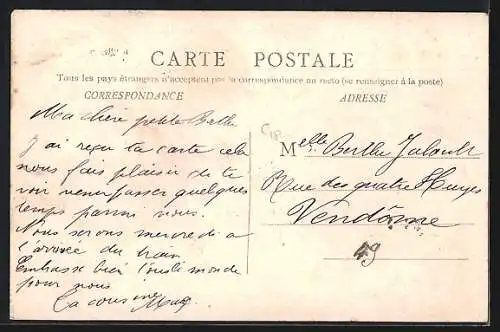 CARTE POSTALE
Tous les pays étrangers n'acceptent pas la correspondance au recto (se renseigner à la poste)
CORRESPONDANCE
Ma chère petite Berthe
J'ai reçu ta carte cela
nous fais plaisir de te
voir venir passer quelques
temps parmi nous.
Nous serons mercredi a
l'arrivée du train
Embrasse bien tout le monde
pour nous
Ta cousine
ADRESSE
Melle Berthe
Rue des quatre Huyes
Vendôme
49